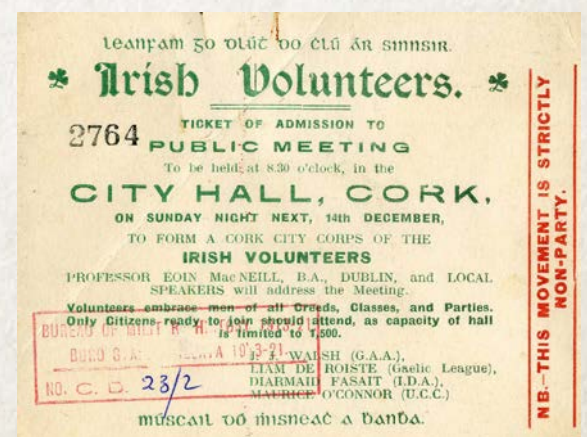 Leanfam go dlúṫ do ċlú ár sinnsir.
Irish Volunteers.
2764
TICKET OF ADMISSION TO
PUBLIC MEETING
To be held at 8.30 o'clock, in the
CITY HALL, CORK,
ON SUNDAY NIGHT NEXT, 14th DECEMBER,
TO FORM A CORK CITY CORPS OF THE
IRISH VOLUNTEERS
PROFESSOR EOIN MacNEILL, B.A., DUBLIN, and LOCAL
SPEAKERS will address the Meeting.
Volunteers embrace men of all Creeds, Classes, and Parties.
Only Citizens ready to join should attend, as capacity of hall
is limited to 1,500.
J. J. WALSH (G.A.A.),
LIAM DE ROISTE (Gaelic League),
DIARMAID FASAIT (I.D.A.),
MAURICE O'CONNOR (U.C.C.)
múscail do ṁisneaċ a Banba.
BUREAU OF
1913-21
NO. C. D. 23/2
NB.-THIS MOVEMENT IS STRICTLY
NON-PARTY.